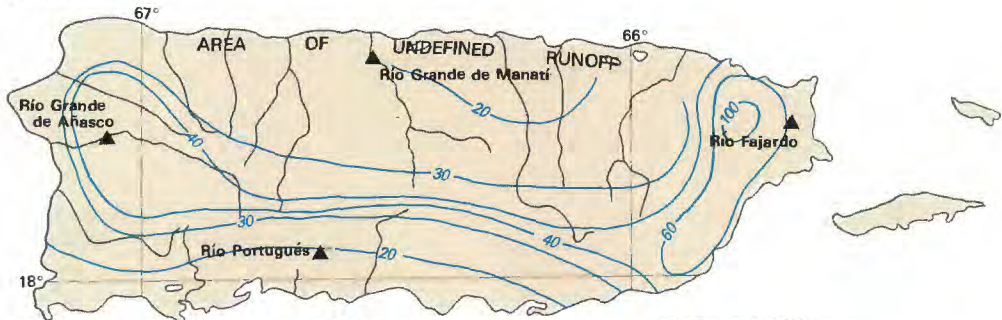 67°
66°
AREA OF UNDEFINED RUNOFF
Río Grande de Manatí
20
100
Río Grande
de Añasco
40
Río Fajardo
30
30
40
60
Río Portugués
20
18°